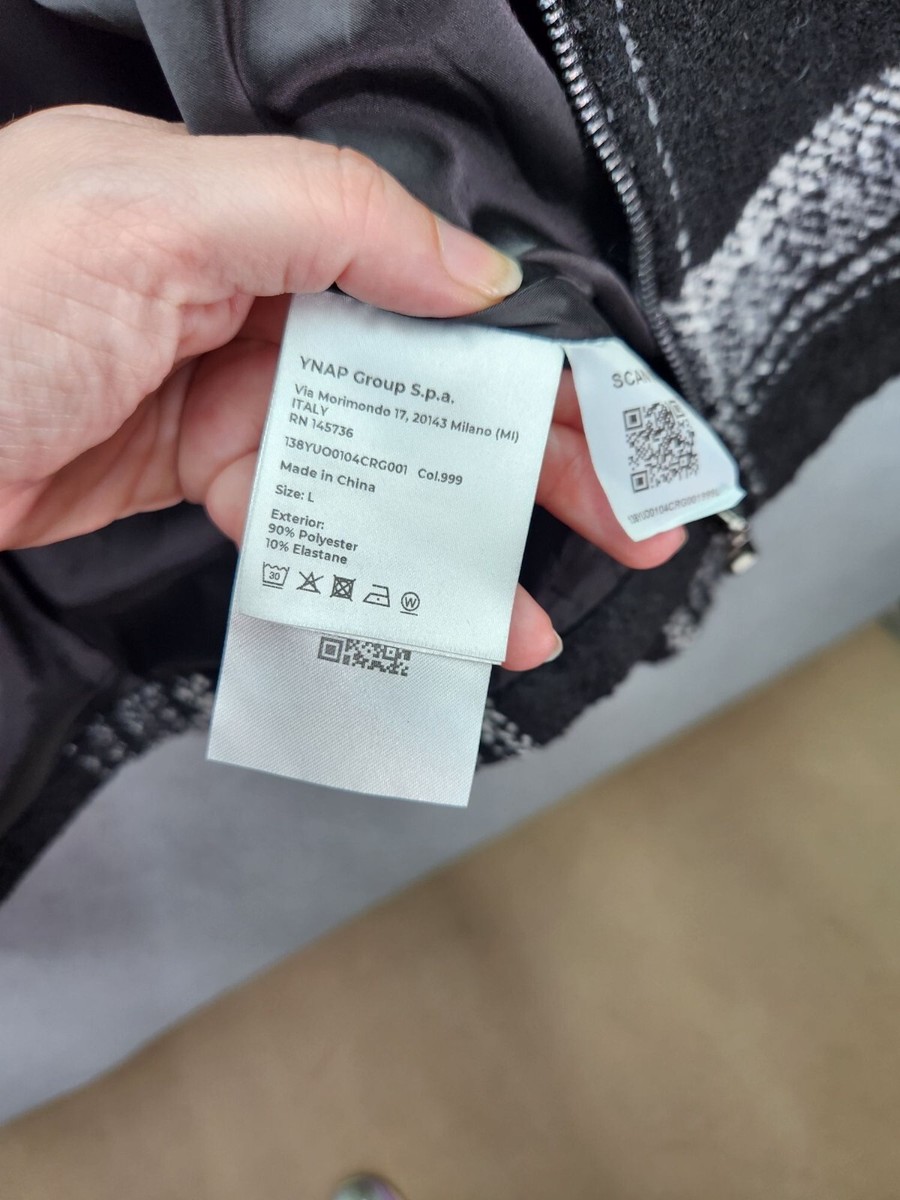 YNAP Group S.p.a.
Via Morimondo 17, 20143 Milano (MI)
ITALY
RN 145736
138YUO0104CRG001 Col.999
Made in China
Size: L
Exterior:
90% Polyester
10% Elastane
30
W